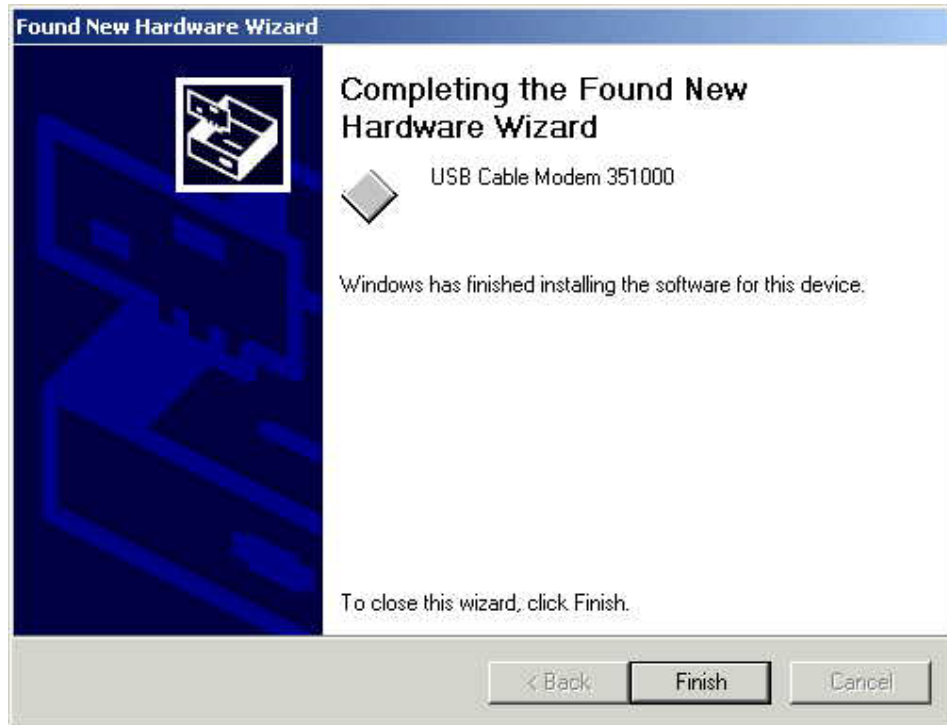 Found New Hardware Wizard
Completing the Found New
Hardware Wizard
USB Cable Modem 351000
Windows has finished installing the software for this device.
To close this wizard, click Finish.
< Back
Finish
Cancel